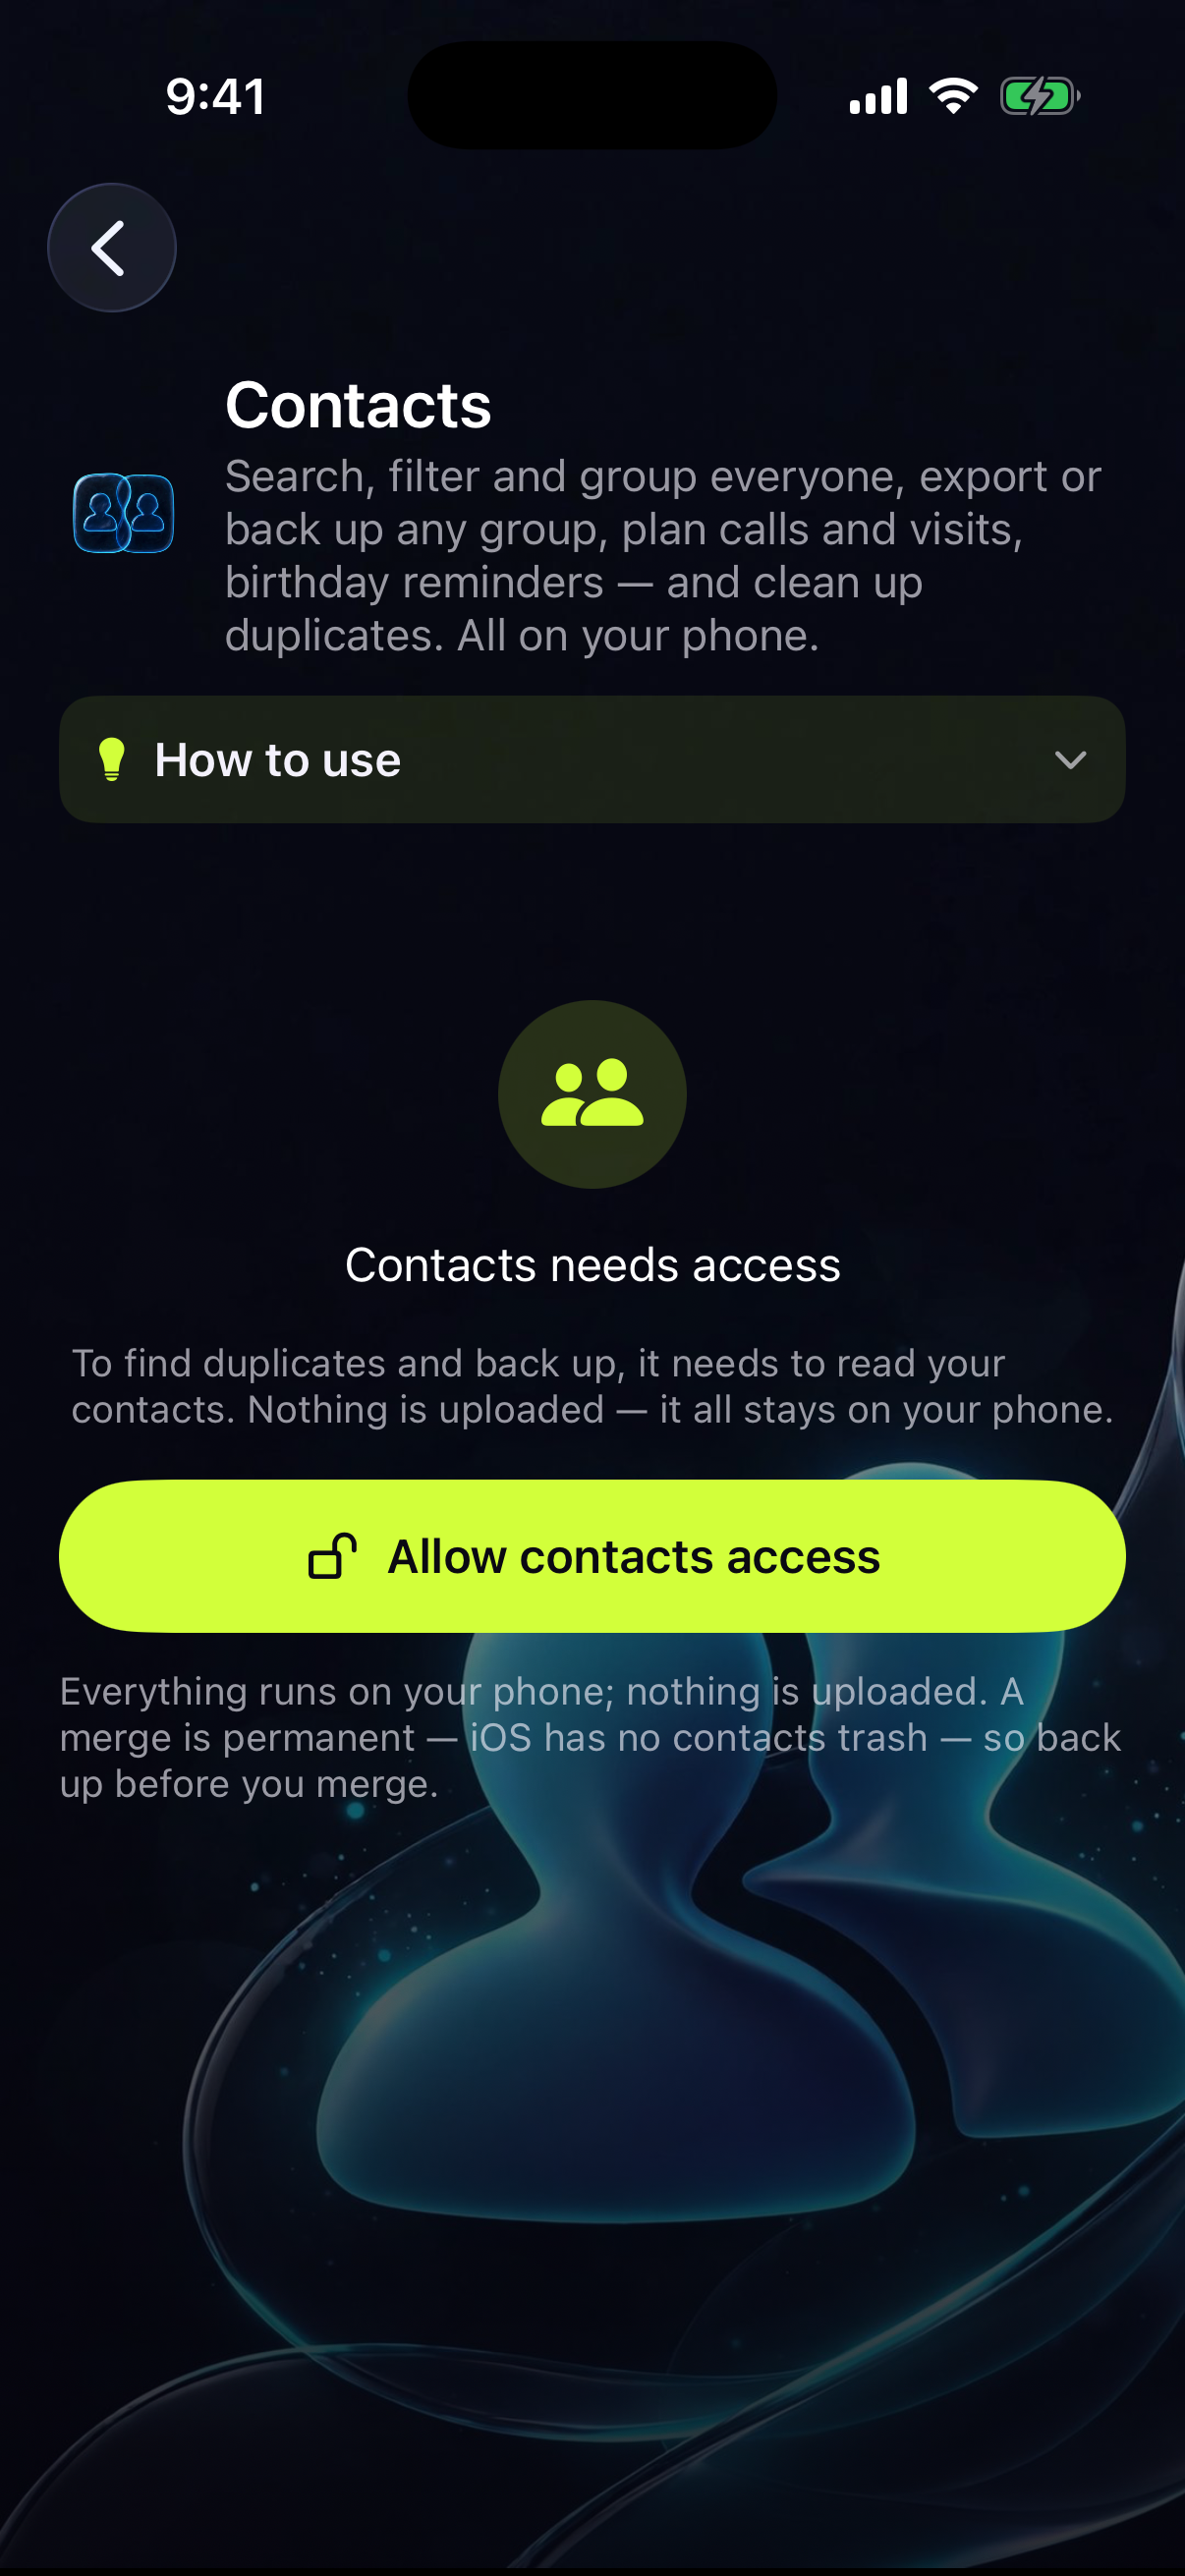 9:41
Contacts
Search, filter and group everyone, export or
back up any group, plan calls and visits,
birthday reminders — and clean up
duplicates. All on your phone.
How to use
Contacts needs access
To find duplicates and back up, it needs to read your
contacts. Nothing is uploaded — it all stays on your phone.
Allow contacts access
Everything runs on your phone; nothing is uploaded. A
merge is permanent — iOS has no contacts trash — so back
up before you merge.